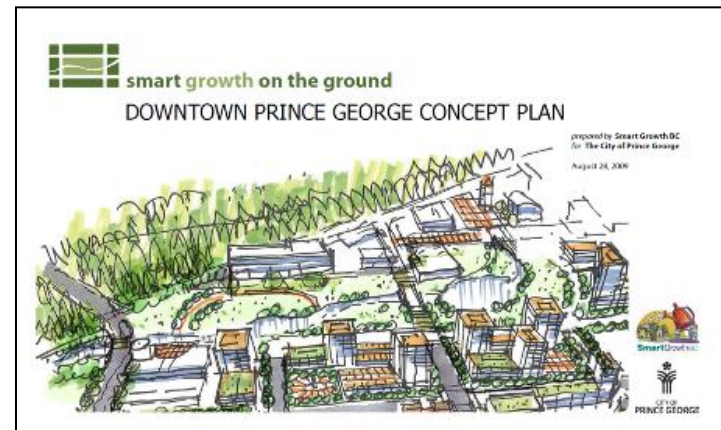 smart growth on the ground
DOWNTOWN PRINCE GEORGE CONCEPT PLAN
prepared by Smart Growth BC
for The City of Prince George
August 28, 2009
SmartGrowthBC
CITY OF
PRINCE GEORGE